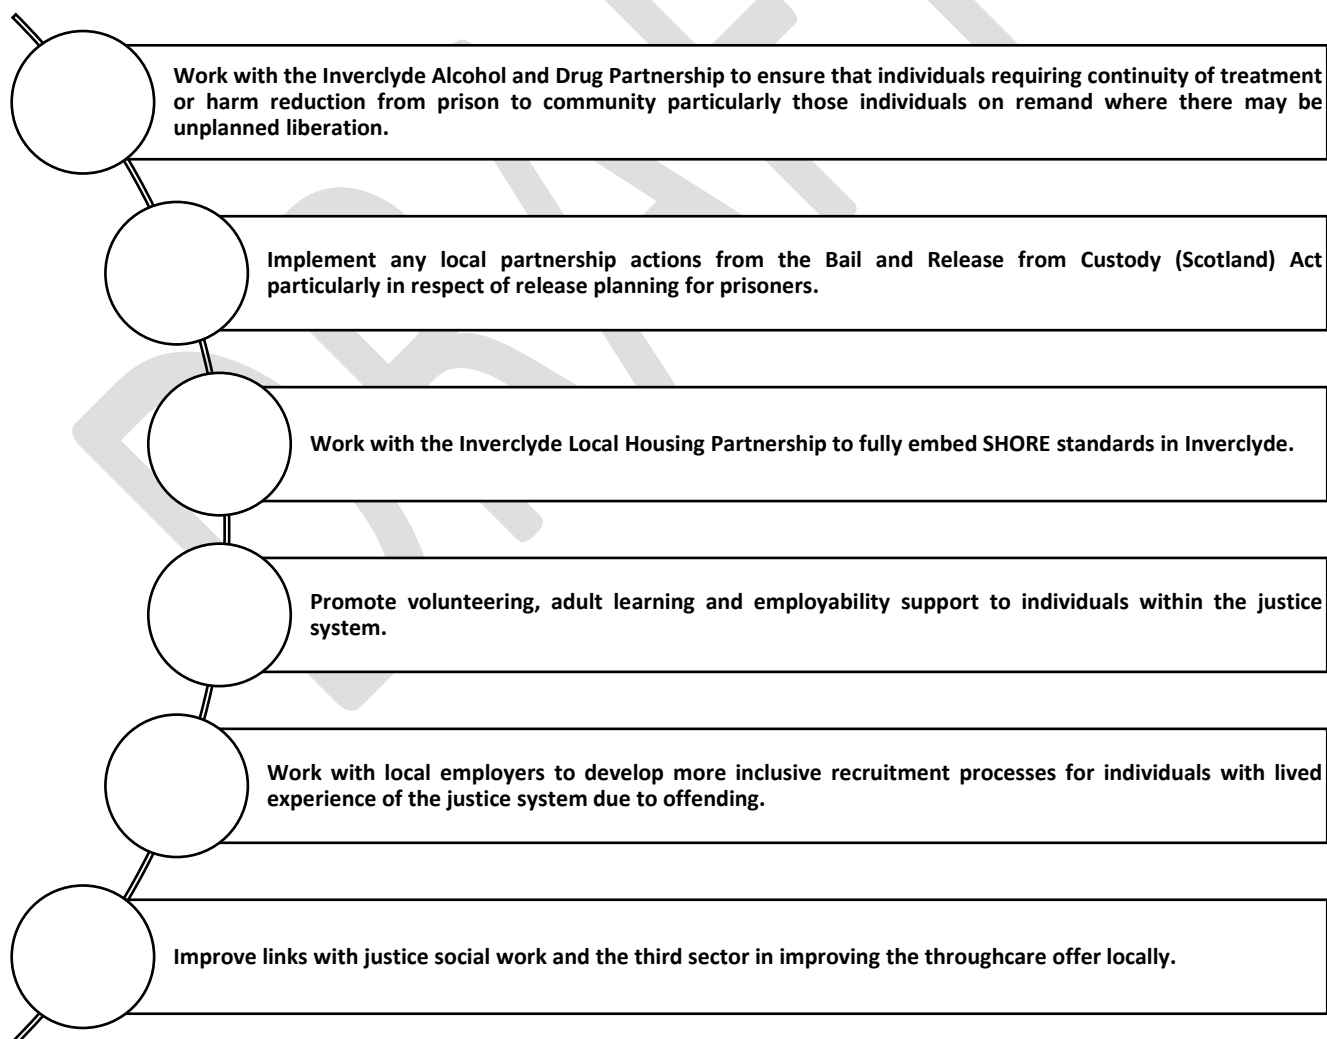 Work with the Inverclyde Alcohol and Drug Partnership to ensure that individuals requiring continuity of treatment
or harm reduction from prison to community particularly those individuals on remand where there may be
unplanned liberation.
Implement any local partnership actions from the Bail and Release from Custody (Scotland) Act
particularly in respect of release planning for prisoners.
Work with the Inverclyde Local Housing Partnership to fully embed SHORE standards in Inverclyde.
Promote volunteering, adult learning and employability support to individuals within the justice
system.
Work with local employers to develop more inclusive recruitment processes for individuals with lived
experience of the justice system due to offending.
Improve links with justice social work and the third sector in improving the throughcare offer locally.